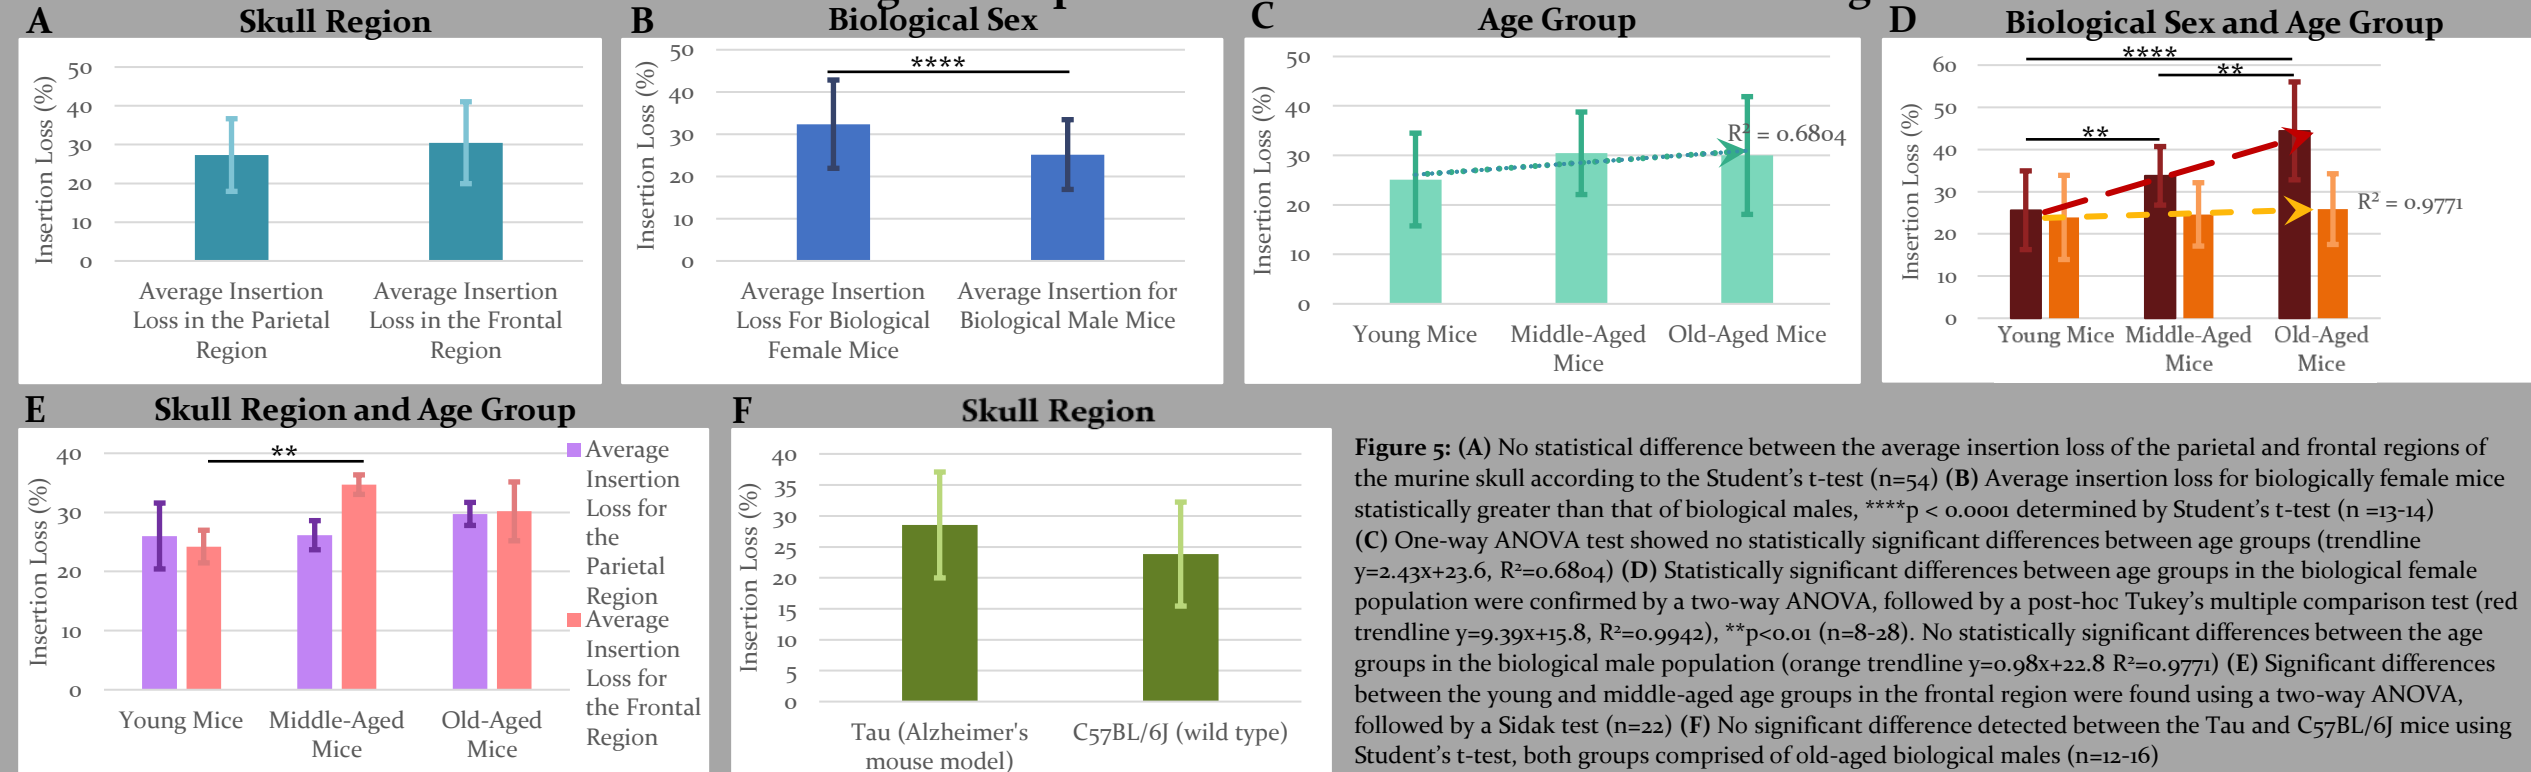 A
Skull Region
50
40
30
20
10
0
Insertion Loss (%)
Average Insertion
Loss in the Parietal
Region
Average Insertion
Loss in the Frontal
Region
B
Biological Sex
50
40
30
20
10
0
Insertion Loss (%)
****
Average Insertion
Loss For Biological
Female Mice
Average Insertion for
Biological Male Mice
C
Age Group
50
40
30
20
10
0
Insertion Loss (%)
R² = 0.6804
Young Mice
Middle-Aged
Mice
Old-Aged Mice
D
Biological Sex and Age Group
60
50
40
30
20
10
0
Insertion Loss (%)
****
**
**
R² = 0.9771
Young Mice
Middle-Aged
Mice
Old-Aged
Mice
E
Skull Region and Age Group
40
30
20
10
0
Insertion Loss (%)
**
Young Mice
Middle-Aged
Mice
Old-Aged
Mice
Average
Insertion
Loss for
the
Parietal
Region
Average
Insertion
Loss for
the Frontal
Region
F
Skull Region
40
35
30
25
20
15
10
5
0
Insertion Loss (%)
Tau (Alzheimer's
mouse model)
C57BL/6J (wild type)
Figure 5: (A) No statistical difference between the average insertion loss of the parietal and frontal regions of
the murine skull according to the Student's t-test (n=54) (B) Average insertion loss for biologically female mice
statistically greater than that of biological males, ****p < 0.0001 determined by Student's t-test (n =13-14)
(C) One-way ANOVA test showed no statistically significant differences between age groups (trendline
y=2.43x+23.6, R²=0.6804) (D) Statistically significant differences between age groups in the biological female
population were confirmed by a two-way ANOVA, followed by a post-hoc Tukey's multiple comparison test (red
trendline y=9.39x+15.8, R²=0.9942), **p<0.01 (n=8-28). No statistically significant differences between the age
groups in the biological male population (orange trendline y=0.98x+22.8 R²=0.9771) (E) Significant differences
between the young and middle-aged age groups in the frontal region were found using a two-way ANOVA,
followed by a Sidak test (n=22) (F) No significant difference detected between the Tau and C57BL/6J mice using
Student's t-test, both groups comprised of old-aged biological males (n=12-16)